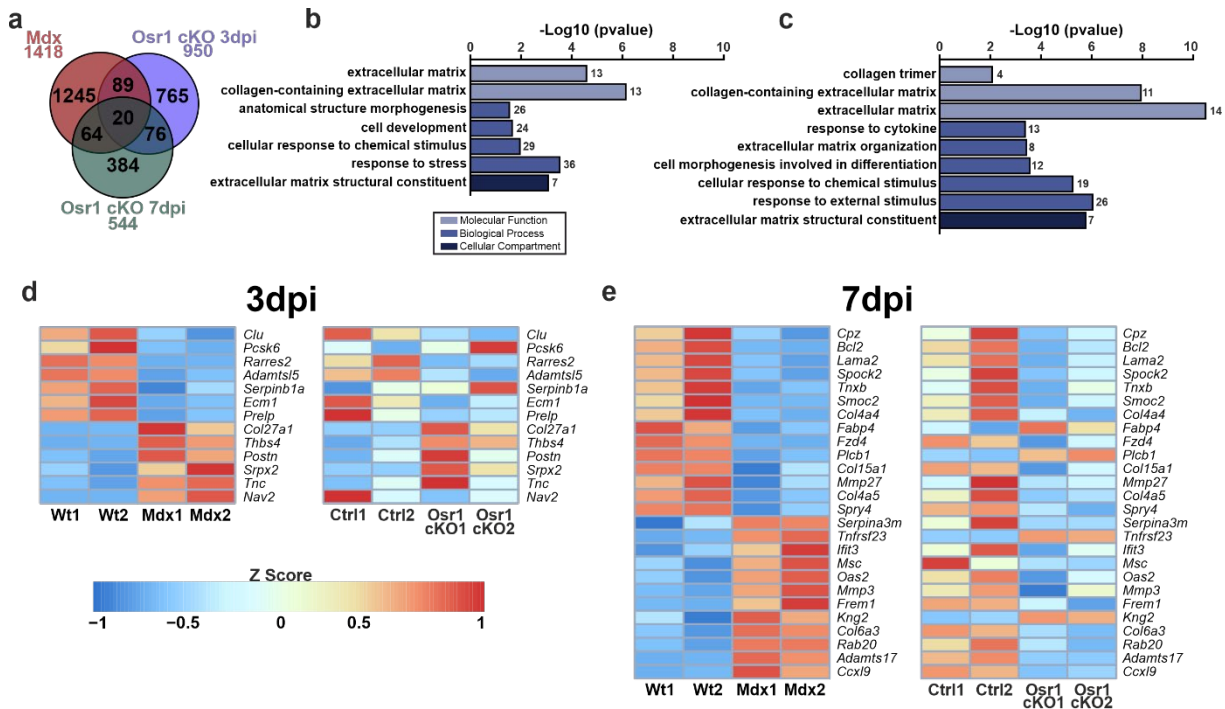 a
Mdx
1418
Osr1 cKO 3dpi
950
1245
89
765
20
64
76
384
Osr1 cKO 7dpi
544
b
-Log10 (pvalue)
0 2 4 6 8 10
extracellular matrix 13
collagen-containing extracellular matrix 13
anatomical structure morphogenesis 26
cell development 24
cellular response to chemical stimulus 29
response to stress 36
extracellular matrix structural constituent 7
Molecular Function
Biological Process
Cellular Compartment
c
-Log10 (pvalue)
0 2 4 6 8 10
collagen trimer 4
collagen-containing extracellular matrix 11
extracellular matrix 14
response to cytokine 13
extracellular matrix organization 8
cell morphogenesis involved in differentiation 12
cellular response to chemical stimulus 19
response to external stimulus 26
extracellular matrix structural constituent 7
d
3dpi
Clu
Pcsk6
Rarres2
Adamtsl5
Serpinb1a
Ecm1
Prelp
Col27a1
Thbs4
Postn
Srpx2
Tnc
Nav2
Wt1 Wt2 Mdx1 Mdx2
Clu
Pcsk6
Rarres2
Adamtsl5
Serpinb1a
Ecm1
Prelp
Col27a1
Thbs4
Postn
Srpx2
Tnc
Nav2
Ctrl1 Ctrl2 Osr1 Osr1
cKO1 cKO2
Z Score
−1 −0.5 0 0.5 1
e
7dpi
Cpz
Bcl2
Lama2
Spock2
Tnxb
Smoc2
Col4a4
Fabp4
Fzd4
Plcb1
Col15a1
Mmp27
Col4a5
Spry4
Serpina3m
Tnfrsf23
Ifit3
Msc
Oas2
Mmp3
Frem1
Kng2
Col6a3
Rab20
Adamts17
Ccxl9
Wt1 Wt2 Mdx1 Mdx2
Cpz
Bcl2
Lama2
Spock2
Tnxb
Smoc2
Col4a4
Fabp4
Fzd4
Plcb1
Col15a1
Mmp27
Col4a5
Spry4
Serpina3m
Tnfrsf23
Ifit3
Msc
Oas2
Mmp3
Frem1
Kng2
Col6a3
Rab20
Adamts17
Ccxl9
Ctrl1 Ctrl2 Osr1 Osr1
cKO1 cKO2